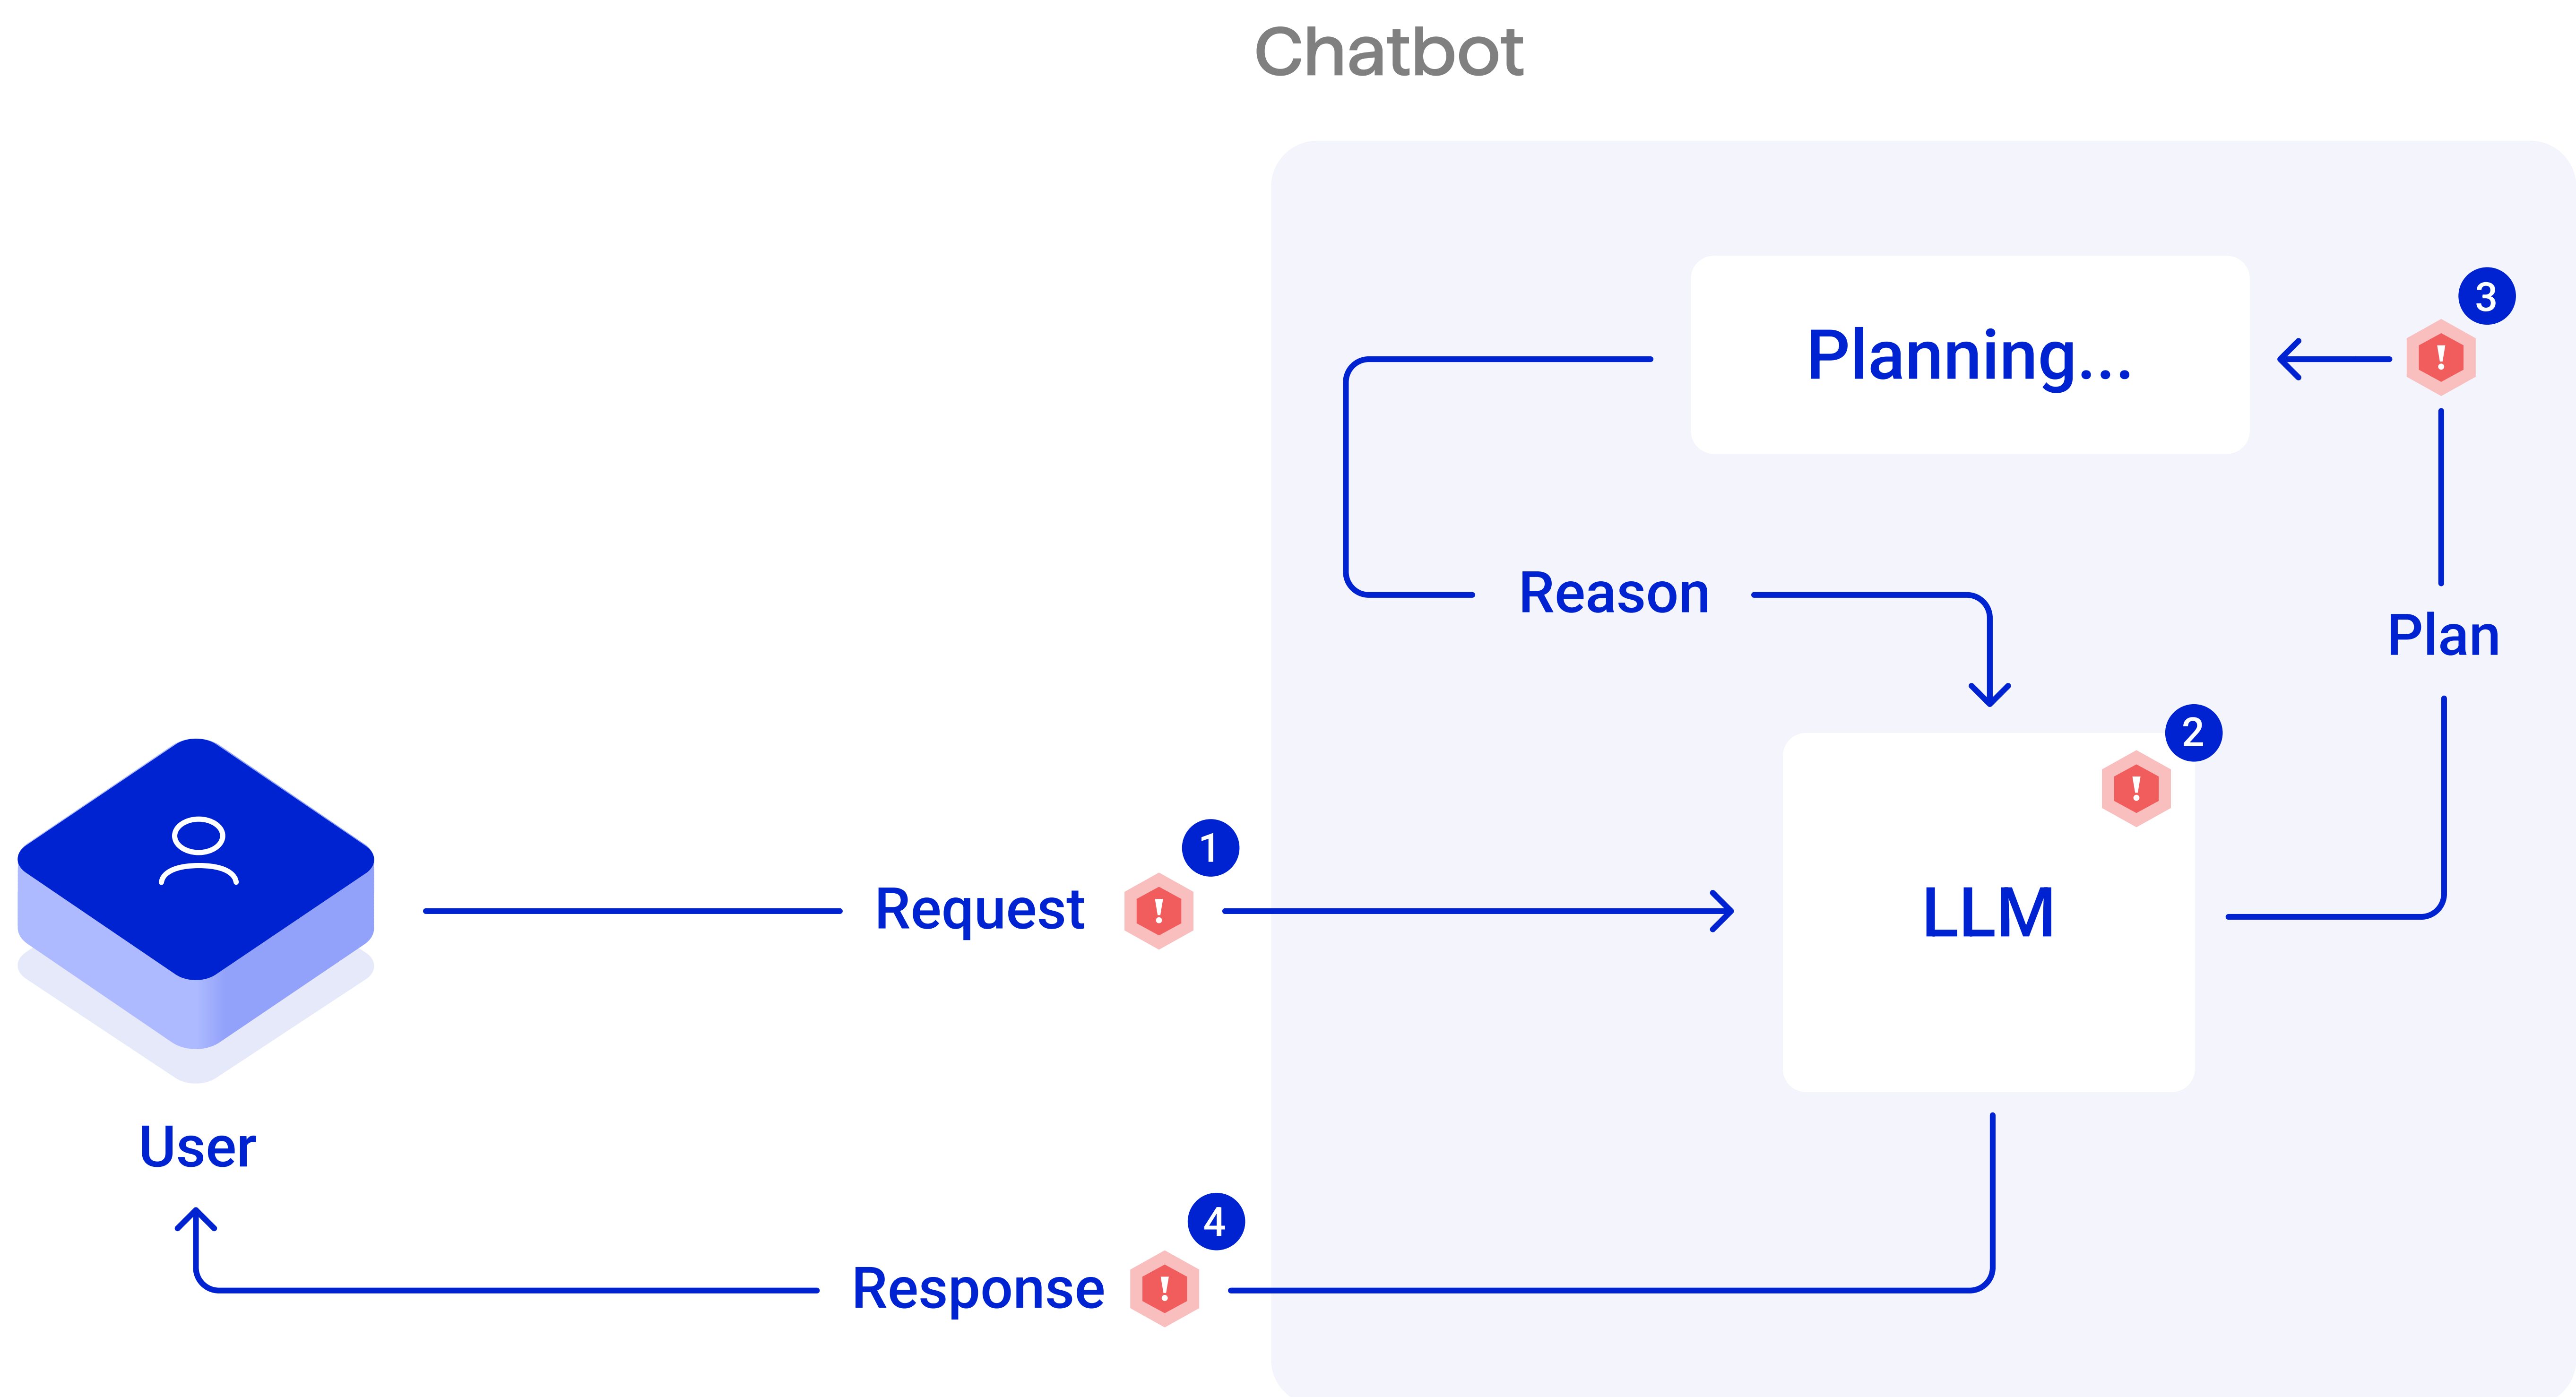 Chatbot
Planning...
3
Reason
Plan
2
1
Request
LLM
User
4
Response